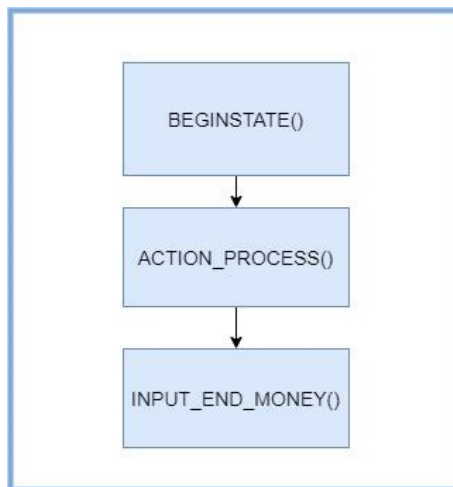 BEGINSTATE()
ACTION_PROCESS()
INPUT_END_MONEY()